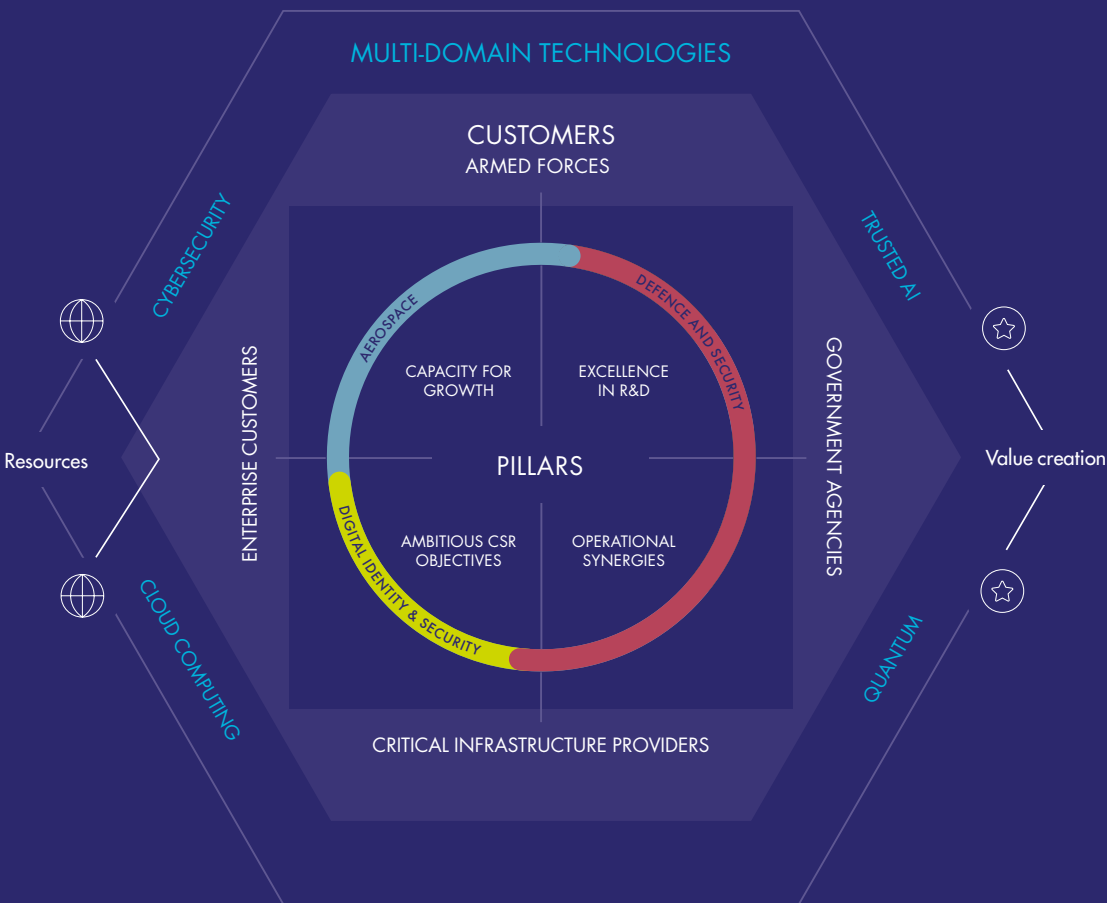 MULTI-DOMAIN TECHNOLOGIES
CUSTOMERS
ARMED FORCES
CYBERSECURITY
TRUSTED AI
AEROSPACE
DEFENCE AND SECURITY
ENTERPRISE CUSTOMERS
GOVERNMENT AGENCIES
CAPACITY FOR
GROWTH
EXCELLENCE
IN R&D
Resources
PILLARS
Value creation
DIGITAL IDENTITY & SECURITY
AMBITIOUS CSR
OBJECTIVES
OPERATIONAL
SYNERGIES
CLOUD COMPUTING
QUANTUM
CRITICAL INFRASTRUCTURE PROVIDERS